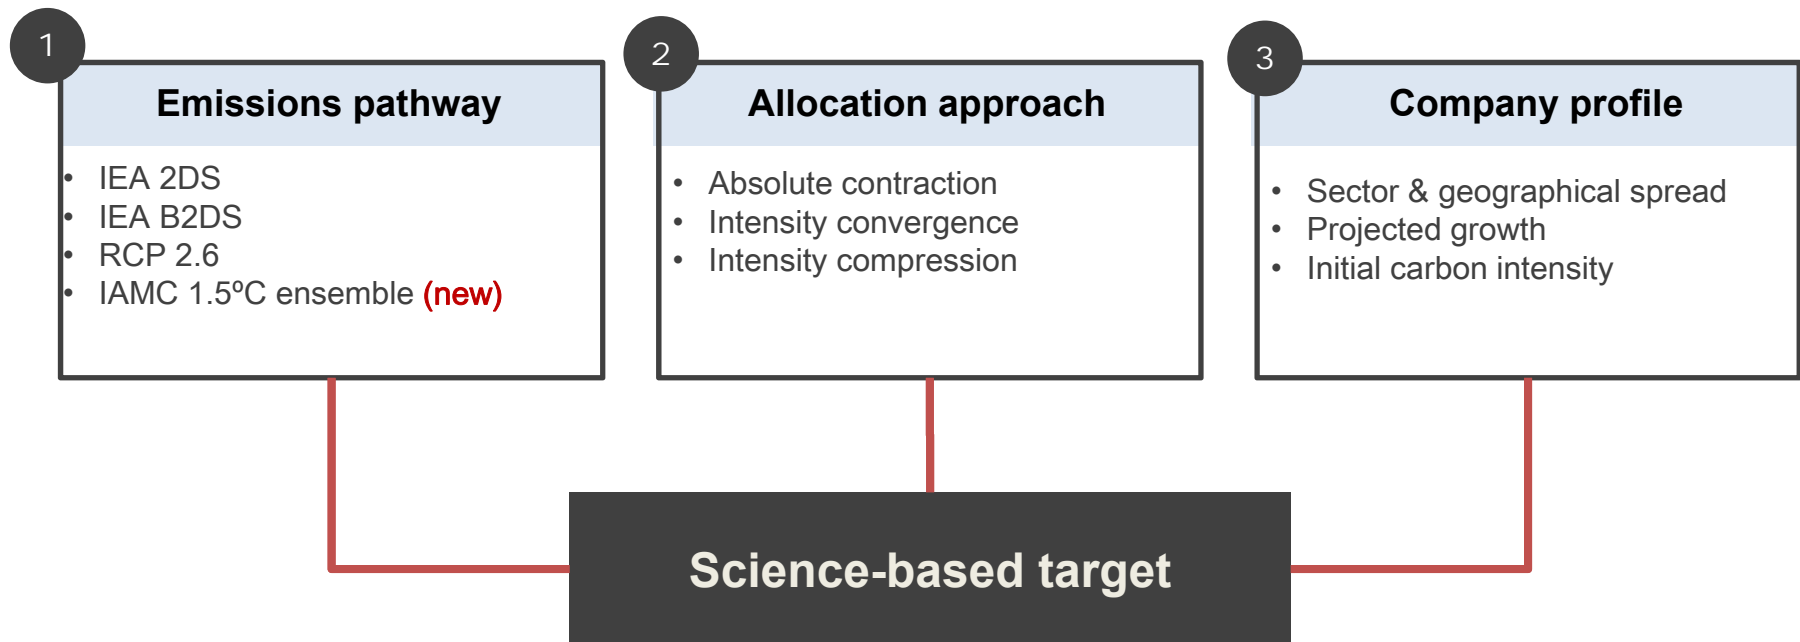 1
Emissions pathway
• IEA 2DS
• IEA B2DS
• RCP 2.6
• IAMC 1.5ºC ensemble (new)
2
Allocation approach
• Absolute contraction
• Intensity convergence
• Intensity compression
3
Company profile
• Sector & geographical spread
• Projected growth
• Initial carbon intensity
Science-based target